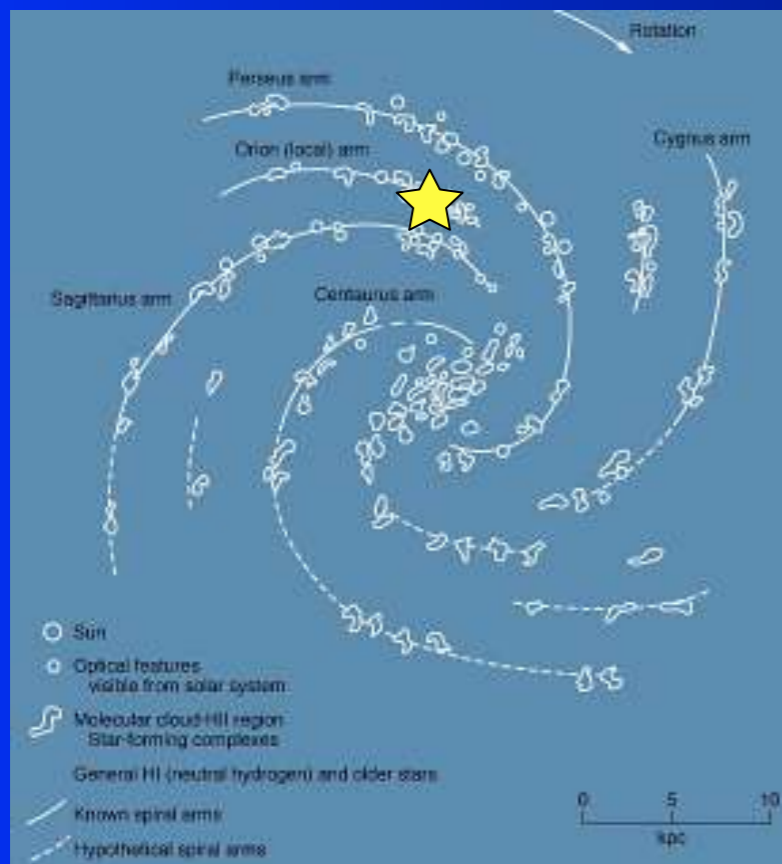 Rotation
Perseus arm
Cygnus arm
Orion (local) arm
Sagittarius arm
Centaurus arm
Sun
Optical features
visible from solar system
Molecular cloud-HII region
Star-forming complexes
General HI (neutral hydrogen) and older stars
Known spiral arms
Hypothetical spiral arms
0 5 10
kpc